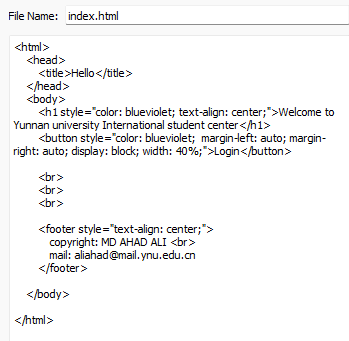 File Name: index.html
<html>
<head>
<title>Hello</title>
</head>
<body>
<h1 style="color: blueviolet; text-align: center;">Welcome to
Yunnan university International student center</h1>
<button style="color: blueviolet;  margin-left: auto; margin-
right: auto; display: block; width: 40%;">Login</button>
<br>
<br>
<br>
<footer style="text-align: center;">
copyright: MD AHAD ALI <br>
mail: aliahad@mail.ynu.edu.cn
</footer>
</body>
</html>